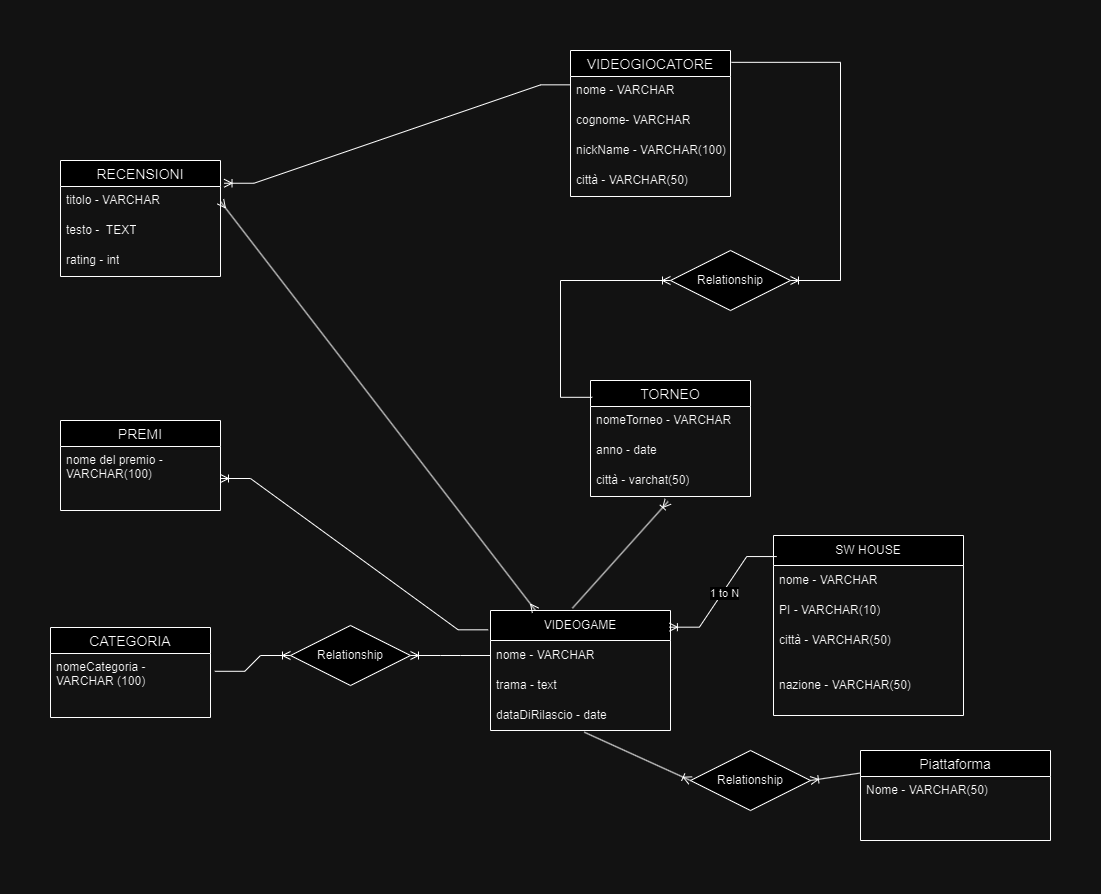 VIDEOGIOCATORE
nome - VARCHAR
cognome- VARCHAR
nickName - VARCHAR(100)
città - VARCHAR(50)
RECENSIONI
titolo - VARCHAR
testo -  TEXT
rating - int
Relationship
TORNEO
nomeTorneo - VARCHAR
anno - date
città - varchat(50)
PREMI
nome del premio -
VARCHAR(100)
SW HOUSE
nome - VARCHAR
PI - VARCHAR(10)
città - VARCHAR(50)
nazione - VARCHAR(50)
1 to N
CATEGORIA
nomeCategoria -
VARCHAR (100)
Relationship
VIDEOGAME
nome - VARCHAR
trama - text
dataDiRilascio - date
Relationship
Piattaforma
Nome - VARCHAR(50)